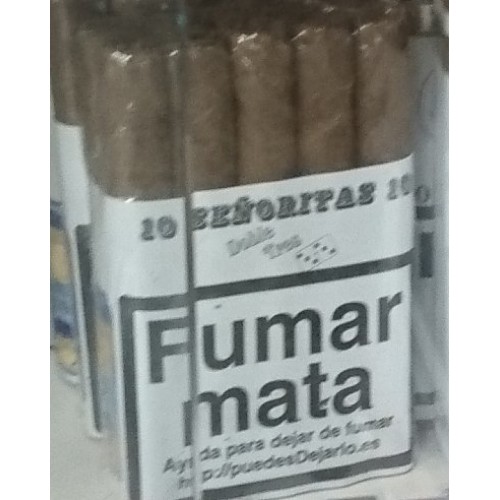 10 SEÑORITAS 10
Doble
Tres
Fumar
mata
Ayuda para dejar de fumar
http://puedesDejarlo.es